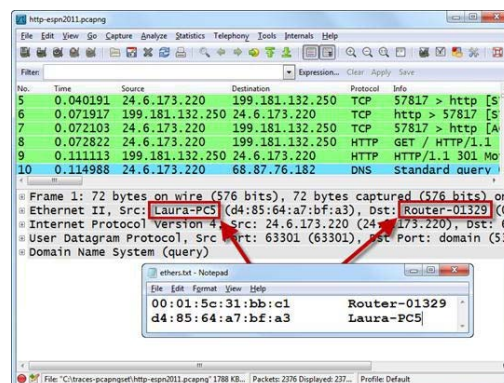 http-espn2011.pcapng
File Edit View Go Capture Analyze Statistics Telephony Tools Internals Help
Filter: Expression... Clear Apply Save
No. Time Source Destination Protocol Info
5 0.040191 24.6.173.220 199.181.132.250 TCP 57817 > http [S
6 0.071917 199.181.132.250 24.6.173.220 TCP http > 57817 [S
7 0.072103 24.6.173.220 199.181.132.250 TCP 57817 > http [A
8 0.072822 24.6.173.220 199.181.132.250 HTTP GET / HTTP/1.1
9 0.111113 199.181.132.250 24.6.173.220 HTTP HTTP/1.1 301 Mo
10 0.114988 24.6.173.220 68.87.76.182 DNS Standard query
Frame 1: 72 bytes on wire (576 bits), 72 bytes captured (576 bits) on
Ethernet II, Src: Laura-PC5 (d4:85:64:a7:bf:a3), Dst: Router-01329 (
Internet Protocol Version 4, Src: 24.6.173.220 (24.6.173.220), Dst:
User Datagram Protocol, Src Port: 63301 (63301), Dst Port: domain (5
Domain Name System (query)
ethers.txt - Notepad
File Edit Format View Help
00:01:5c:31:bb:c1 Router-01329
d4:85:64:a7:bf:a3 Laura-PC5
File: "C:\traces-pcapngset\http-espn2011.pcapng" 1788 KB... Packets: 2376 Displayed: 237... Profile: Default